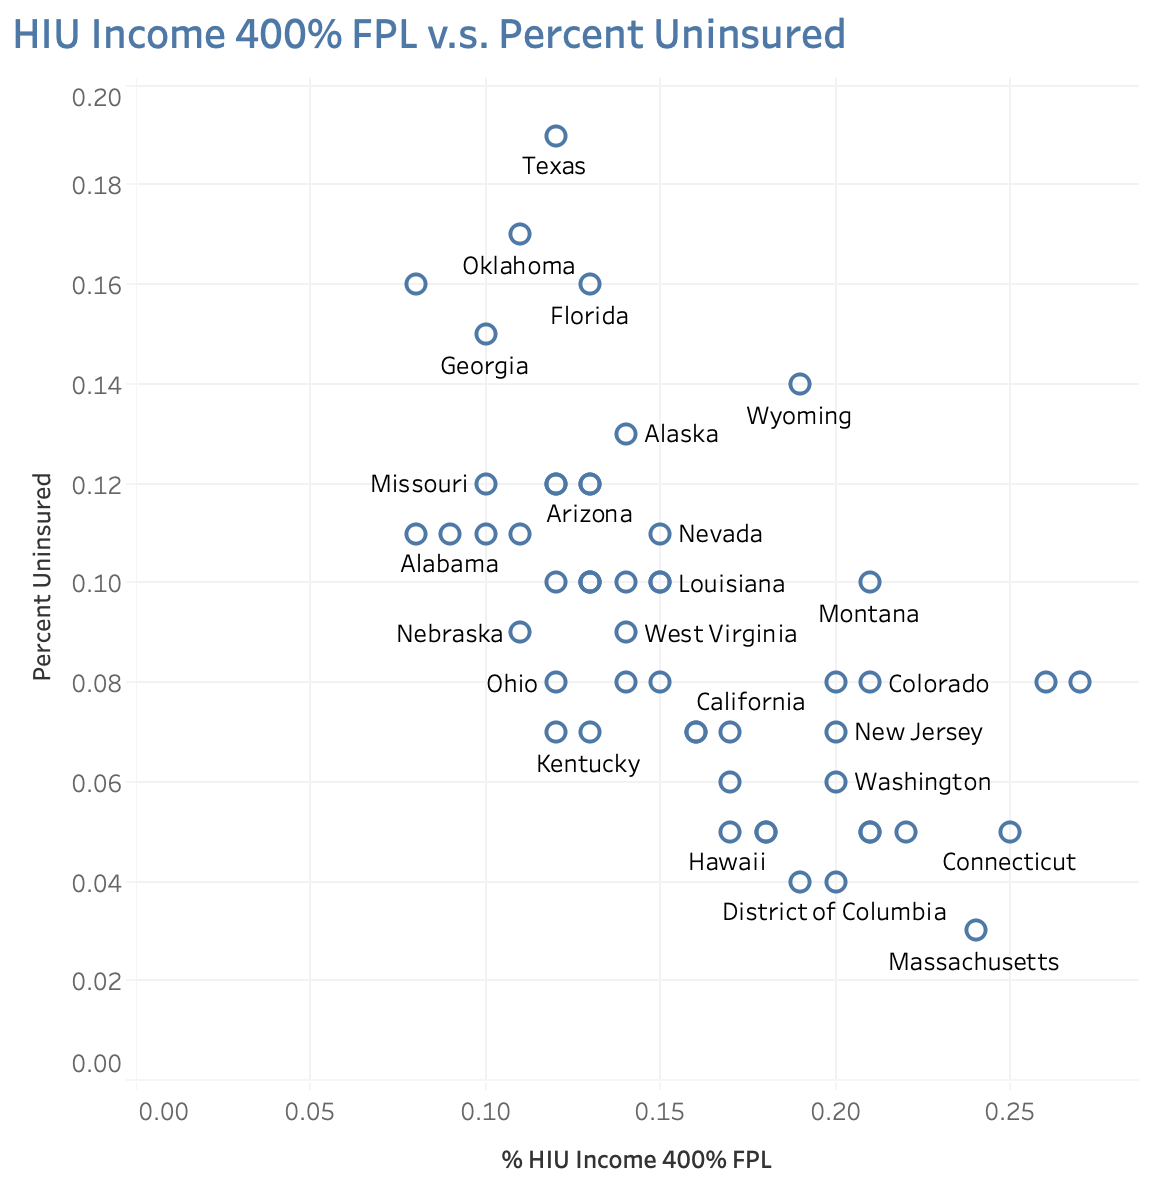 HIU Income 400% FPL v.s. Percent Uninsured
0.20
Texas
0.18
Oklahoma
0.16
Florida
Georgia
0.14
Wyoming
Alaska
Missouri
0.12
Arizona
Nevada
Alabama
0.10
Louisiana
Montana
Nebraska
West Virginia
Percent Uninsured
Ohio
0.08
Colorado
California
New Jersey
Kentucky
0.06
Washington
Hawaii
Connecticut
0.04
District of Columbia
Massachusetts
0.02
0.00
0.00 0.05 0.10 0.15 0.20 0.25
% HIU Income 400% FPL